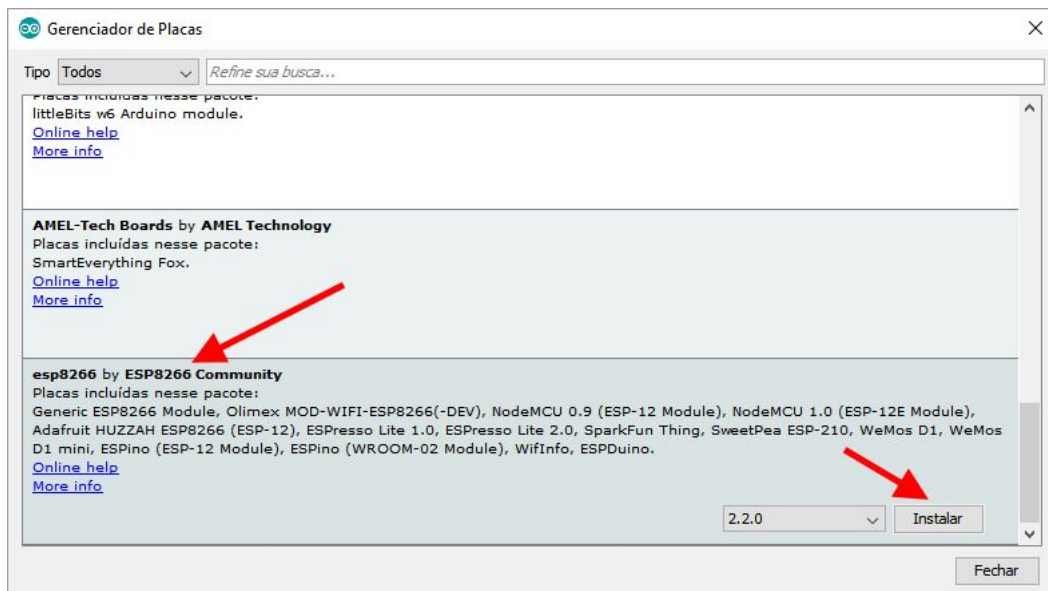 Gerenciador de Placas
Tipo Todos Refine sua busca...
Placas incluídas nesse pacote:
littleBits w6 Arduino module.
Online help
More info
AMEL-Tech Boards by AMEL Technology
Placas incluídas nesse pacote:
SmartEverything Fox.
Online help
More info
esp8266 by ESP8266 Community
Placas incluídas nesse pacote:
Generic ESP8266 Module, Olimex MOD-WIFI-ESP8266(-DEV), NodeMCU 0.9 (ESP-12 Module), NodeMCU 1.0 (ESP-12E Module),
Adafruit HUZZAH ESP8266 (ESP-12), ESPresso Lite 1.0, ESPresso Lite 2.0, SparkFun Thing, SweetPea ESP-210, WeMos D1, WeMos
D1 mini, ESPino (ESP-12 Module), ESPino (WROOM-02 Module), WifInfo, ESPDuino.
Online help
More info
2.2.0 Instalar
Fechar